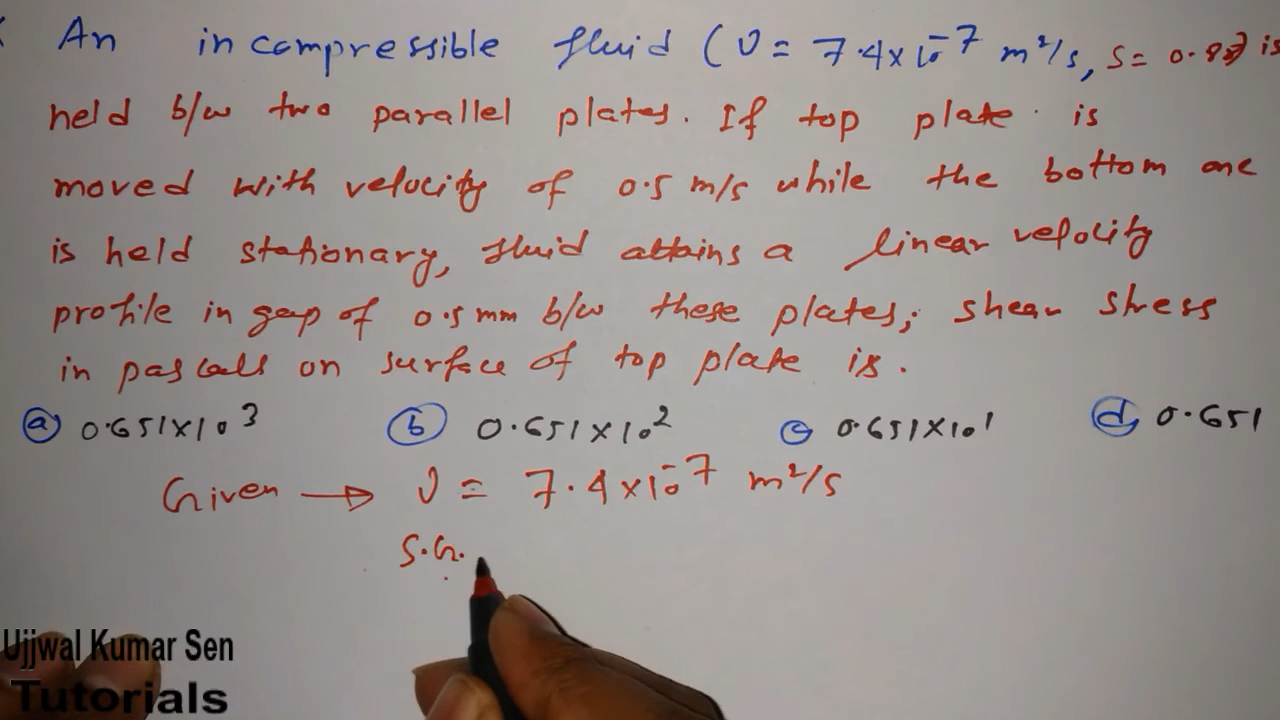 An incompressible fluid (ν = 7.4×10⁻⁷ m²/s, S = 0.88) is
held b/w two parallel plates. If top plate is
moved with velocity of 0.5 m/s while the bottom one
is held stationary, fluid attains a linear velocity
profile in gap of 0.5 mm b/w these plates; shear stress
in pascals on surface of top plate is.
ⓐ 0.651×10³ ⓑ 0.651×10² ⓒ 0.651×10¹ ⓓ 0.651
Given → ν = 7.4×10⁻⁷ m²/s
S.G.
Ujjwal Kumar Sen
Tutorials